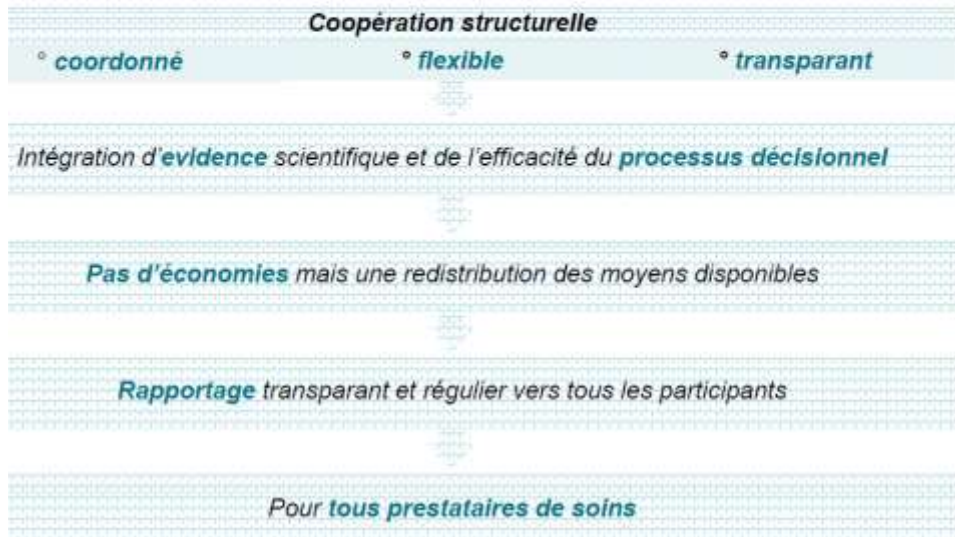 Coopération structurelle
° coordonné ° flexible ° transparant
Intégration d'evidence scientifique et de l'efficacité du processus décisionnel
Pas d'économies mais une redistribution des moyens disponibles
Rapportage transparant et régulier vers tous les participants
Pour tous prestataires de soins